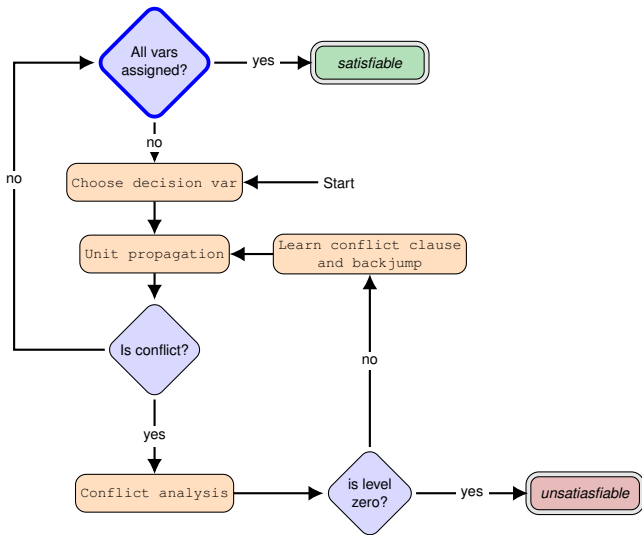 All vars
assigned?
yes
satisfiable
no
no
Choose decision var
Start
Unit propagation
Learn conflict clause
and backjump
Is conflict?
no
yes
Conflict analysis
is level
zero?
yes
unsatiasfiable